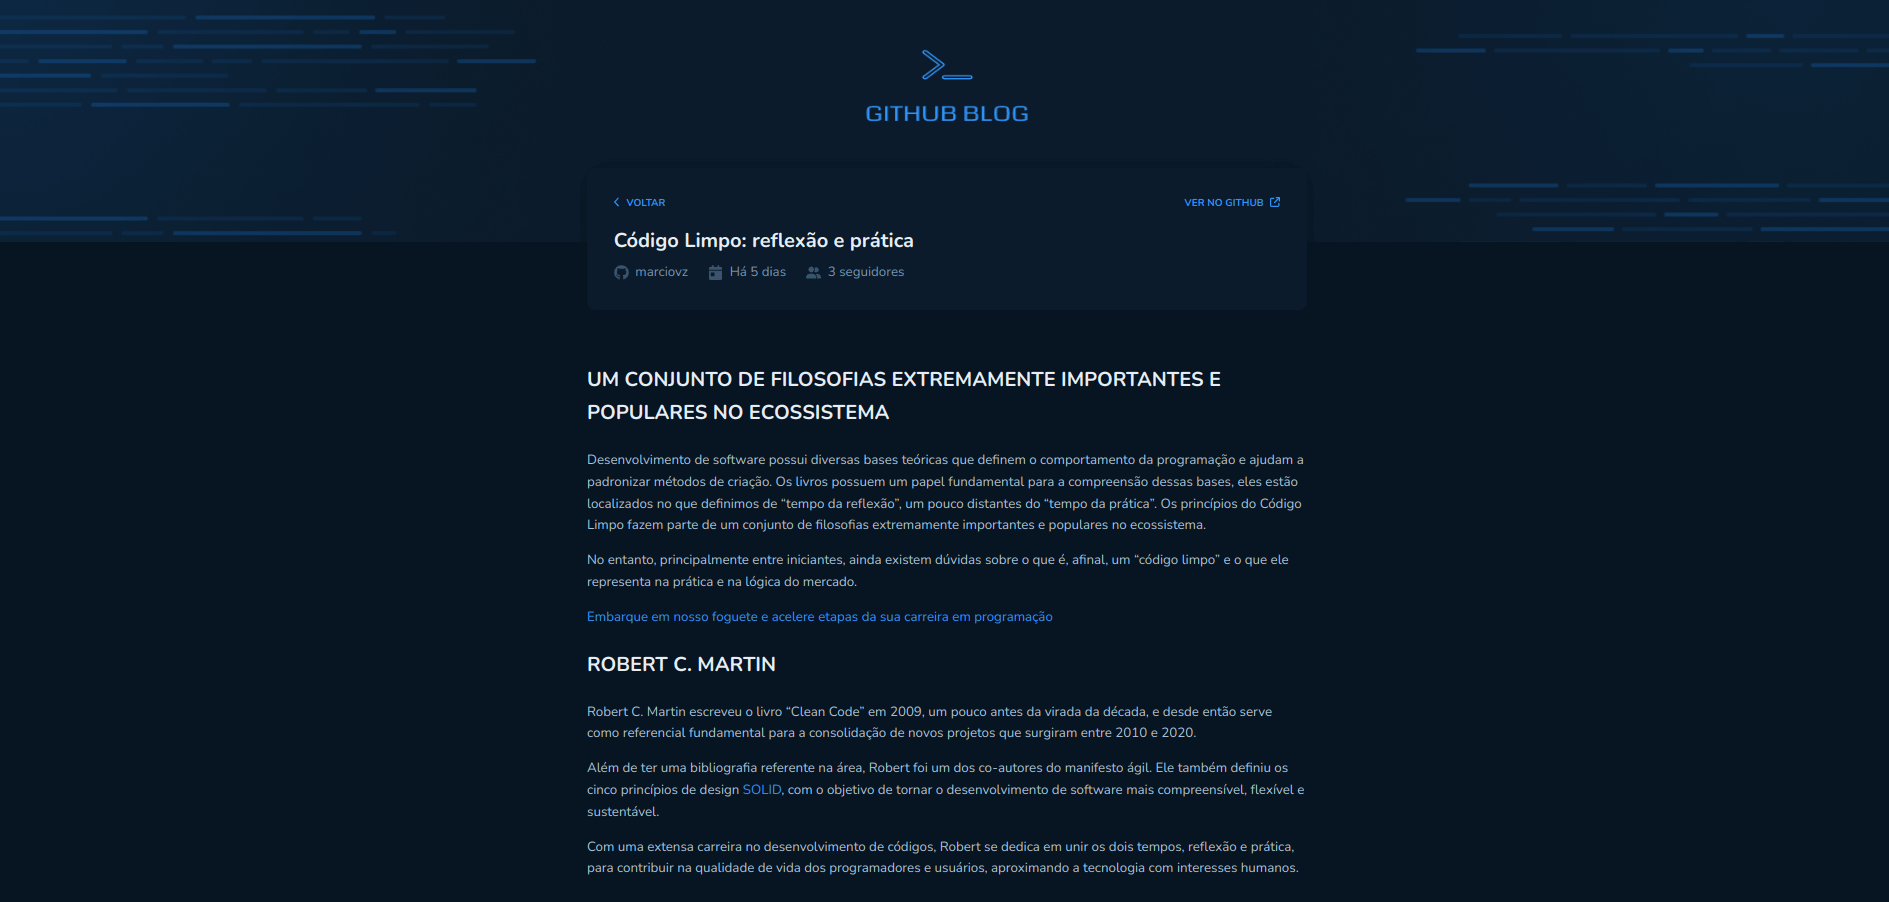 GITHUB BLOG
VOLTAR
VER NO GITHUB
Código Limpo: reflexão e prática
marciovz
Há 5 dias
3 seguidores
UM CONJUNTO DE FILOSOFIAS EXTREMAMENTE IMPORTANTES E
POPULARES NO ECOSSISTEMA
Desenvolvimento de software possui diversas bases teóricas que definem o comportamento da programação e ajudam a
padronizar métodos de criação. Os livros possuem um papel fundamental para a compreensão dessas bases, eles estão
localizados no que definimos de “tempo da reflexão”, um pouco distantes do “tempo da prática”. Os princípios do Código
Limpo fazem parte de um conjunto de filosofias extremamente importantes e populares no ecossistema.
No entanto, principalmente entre iniciantes, ainda existem dúvidas sobre o que é, afinal, um “código limpo” e o que ele
representa na prática e na lógica do mercado.
Embarque em nosso foguete e acelere etapas da sua carreira em programação
ROBERT C. MARTIN
Robert C. Martin escreveu o livro “Clean Code” em 2009, um pouco antes da virada da década, e desde então serve
como referencial fundamental para a consolidação de novos projetos que surgiram entre 2010 e 2020.
Além de ter uma bibliografia referente na área, Robert foi um dos co-autores do manifesto ágil. Ele também definiu os
cinco princípios de design SOLID, com o objetivo de tornar o desenvolvimento de software mais compreensível, flexível e
sustentável.
Com uma extensa carreira no desenvolvimento de códigos, Robert se dedica em unir os dois tempos, reflexão e prática,
para contribuir na qualidade de vida dos programadores e usuários, aproximando a tecnologia com interesses humanos.